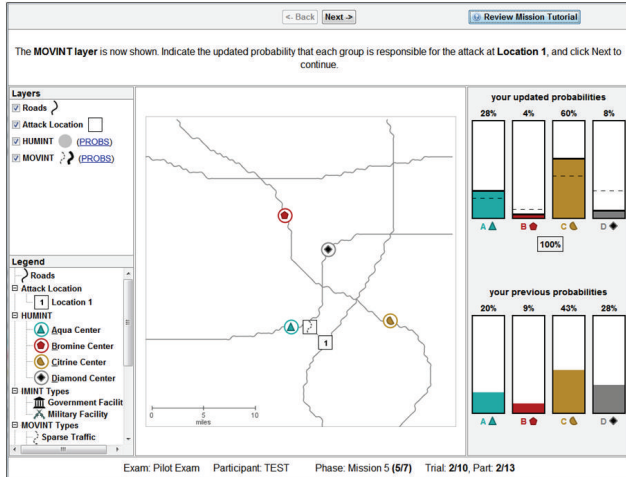 <- Back Next -> Review Mission Tutorial
The MOVINT layer is now shown. Indicate the updated probability that each group is responsible for the attack at Location 1, and click Next to
continue.
Layers
Roads
Attack Location
HUMINT (PROBS)
MOVINT (PROBS)
Legend
Roads
Attack Location
1 Location 1
HUMINT
Aqua Center
Bromine Center
Citrine Center
Diamond Center
IMINT Types
Government Facilit
Military Facility
MOVINT Types
Sparse Traffic
1
0 5 10
miles
your updated probabilities
28% 4% 60% 8%
A B C D
100%
your previous probabilities
20% 9% 43% 28%
A B C D
Exam: Pilot Exam Participant: TEST Phase: Mission 5 (5/7) Trial: 2/10, Part: 2/13